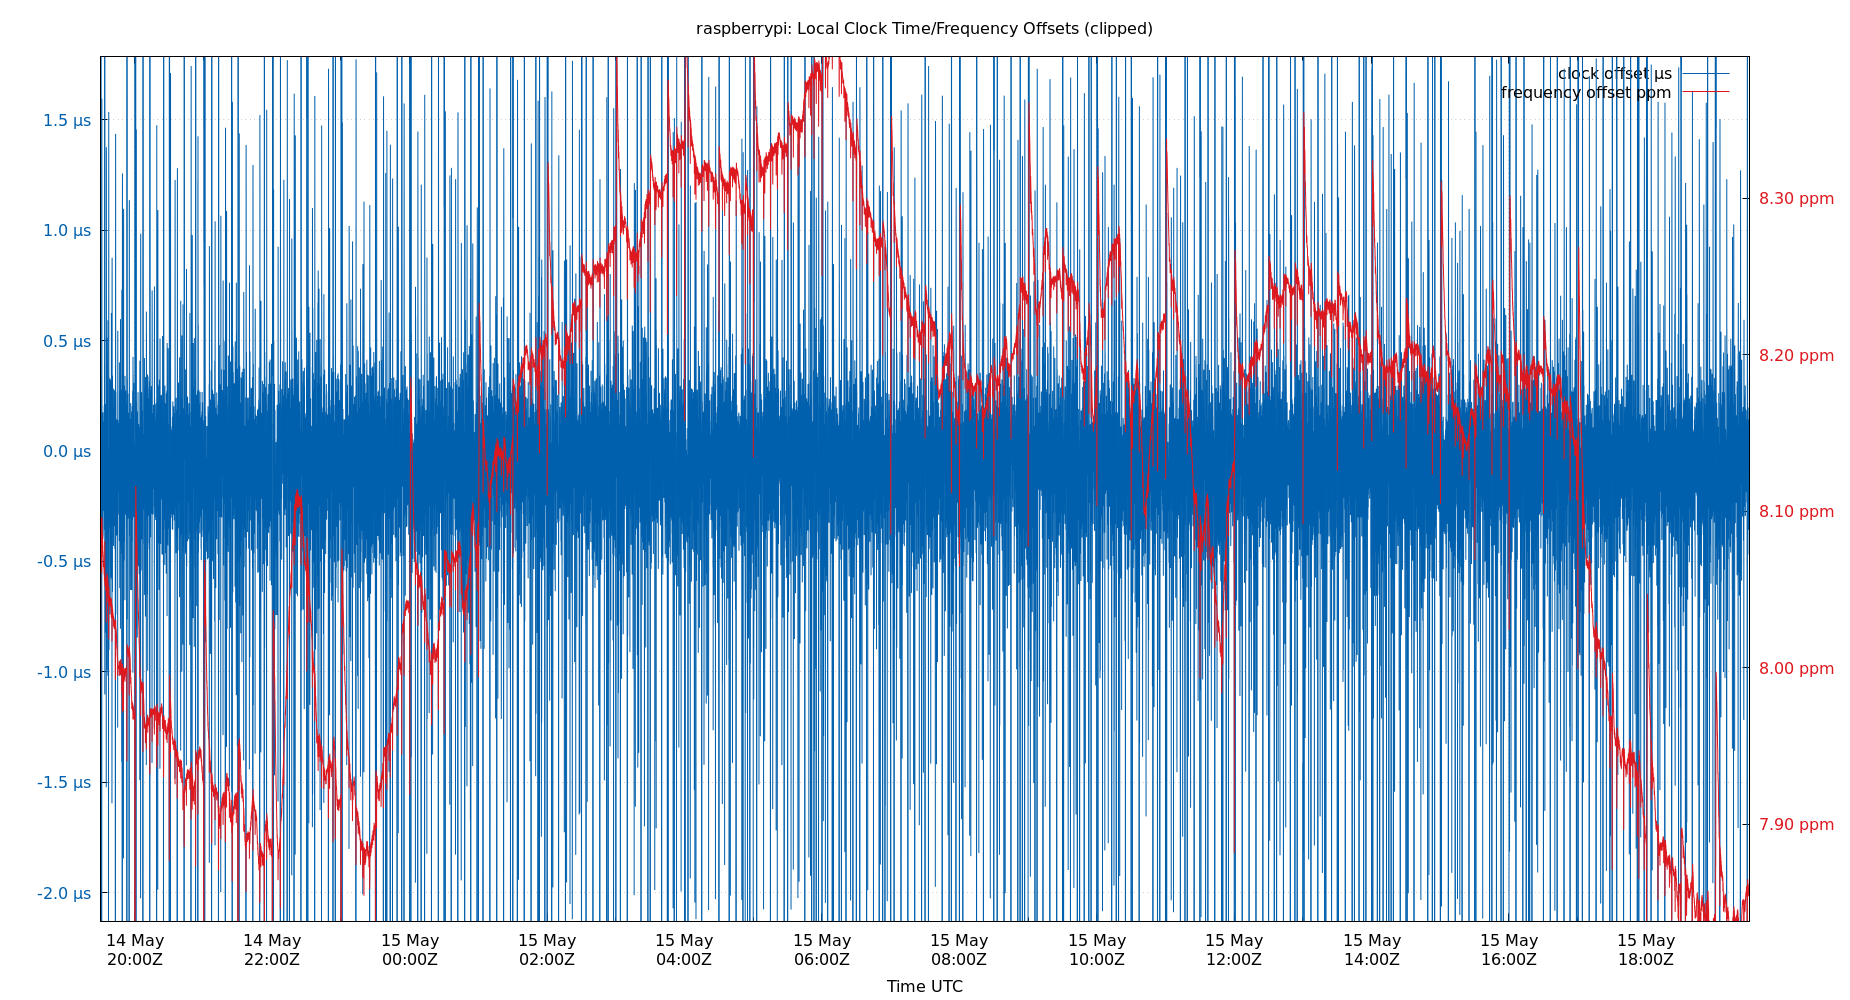 raspberrypi: Local Clock Time/Frequency Offsets (clipped)
clock offset µs
frequency offset ppm
1.5 µs
1.0 µs
0.5 µs
0.0 µs
-0.5 µs
-1.0 µs
-1.5 µs
-2.0 µs
8.30 ppm
8.20 ppm
8.10 ppm
8.00 ppm
7.90 ppm
14 May 14 May 15 May 15 May 15 May 15 May 15 May 15 May 15 May 15 May 15 May 15 May
20:00Z 22:00Z 00:00Z 02:00Z 04:00Z 06:00Z 08:00Z 10:00Z 12:00Z 14:00Z 16:00Z 18:00Z
Time UTC